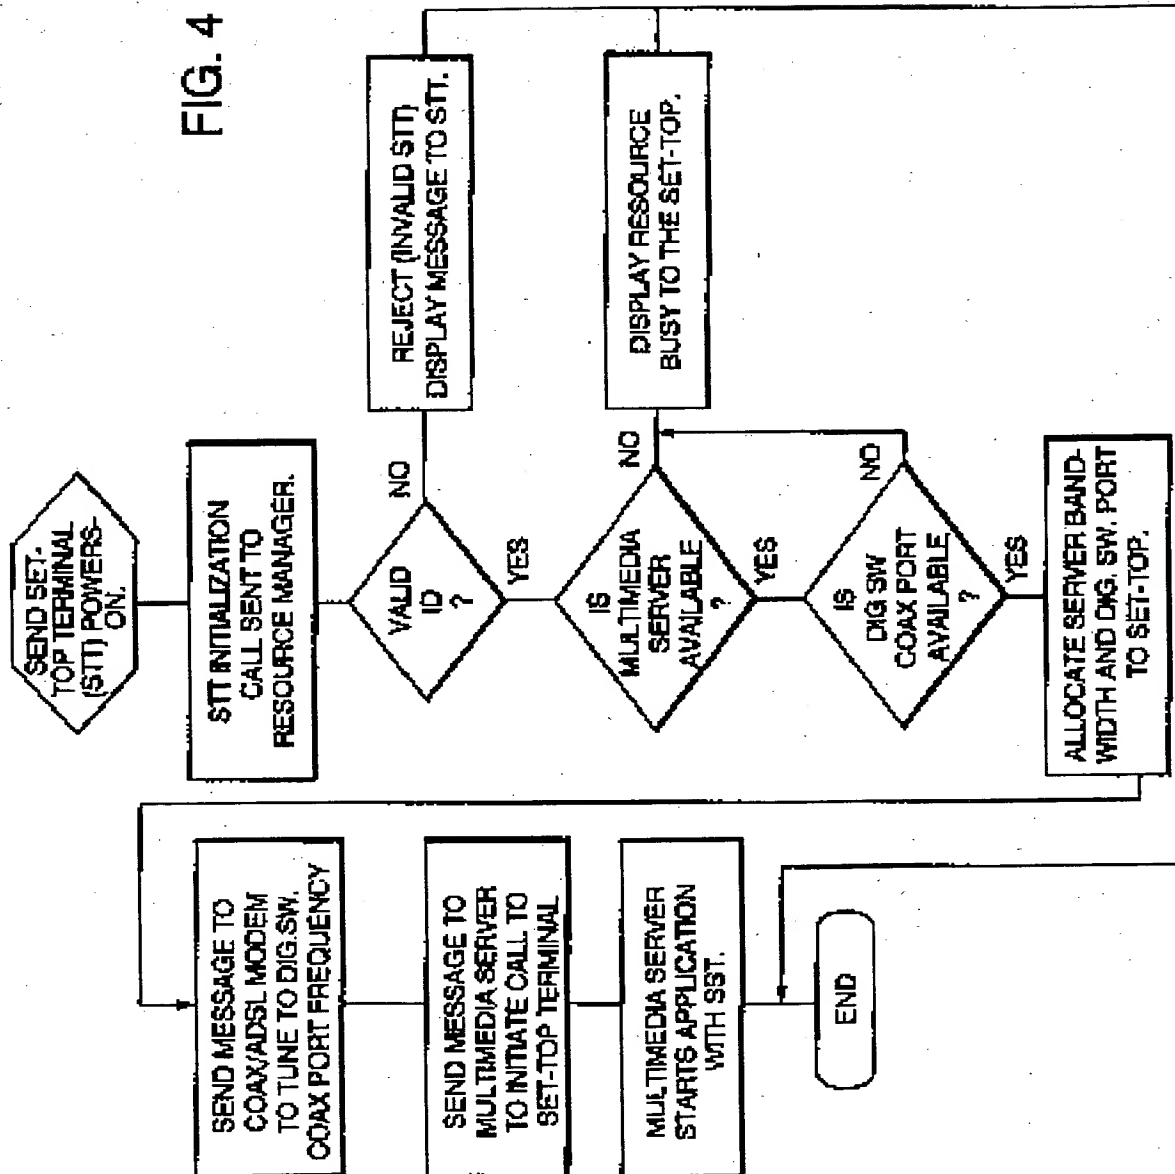 FIG. 4
SEND SET-
TOP TERMINAL
(STT) POWERS-
ON.
STT INITIALIZATION
CALL SENT TO
RESOURCE MANAGER.
VALID
ID
?
NO
REJECT (INVALID STT)
DISPLAY MESSAGE TO STT.
YES
IS
MULTIMEDIA
SERVER
AVAILABLE
?
NO
DISPLAY RESOURCE
BUSY TO THE SET-TOP.
YES
IS
DIG SW
COAX PORT
AVAILABLE
?
NO
YES
ALLOCATE SERVER BAND-
WIDTH AND DIG. SW. PORT
TO SET-TOP.
SEND MESSAGE TO
COAX/ADSL MODEM
TO TUNE TO DIG.SW.
COAX PORT FREQUENCY
SEND MESSAGE TO
MULTIMEDIA SERVER
TO INITIATE CALL TO
SET-TOP TERMINAL
MULTIMEDIA SERVER
STARTS APPLICATION
WITH SST.
END